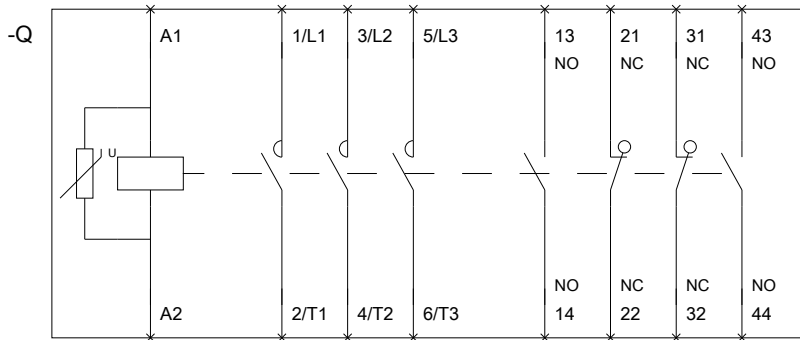 -Q A1 1/L1 3/L2 5/L3 13 21 31 43
NO NC NC NO
U
NO NC NC NO
A2 2/T1 4/T2 6/T3 14 22 32 44